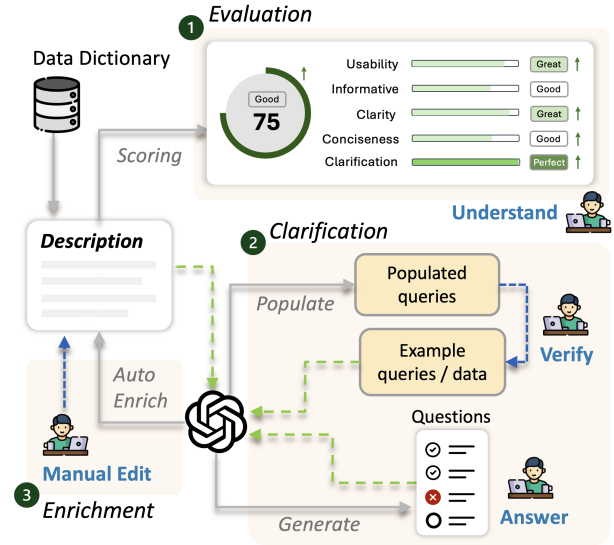 1
Evaluation
Data Dictionary
Good
75
Usability
Great
Informative
Good
Clarity
Great
Conciseness
Good
Clarification
Perfect
Scoring
Understand
Description
2
Clarification
Populate
Populated
queries
Example
queries / data
Verify
Auto
Enrich
Questions
Manual Edit
3
Enrichment
Generate
Answer